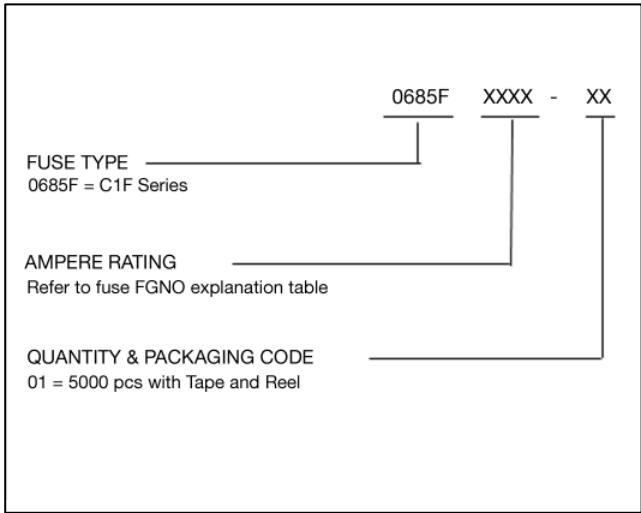 0685F XXXX - XX
FUSE TYPE
0685F = C1F Series
AMPERE RATING
Refer to fuse FGNO explanation table
QUANTITY & PACKAGING CODE
01 = 5000 pcs with Tape and Reel